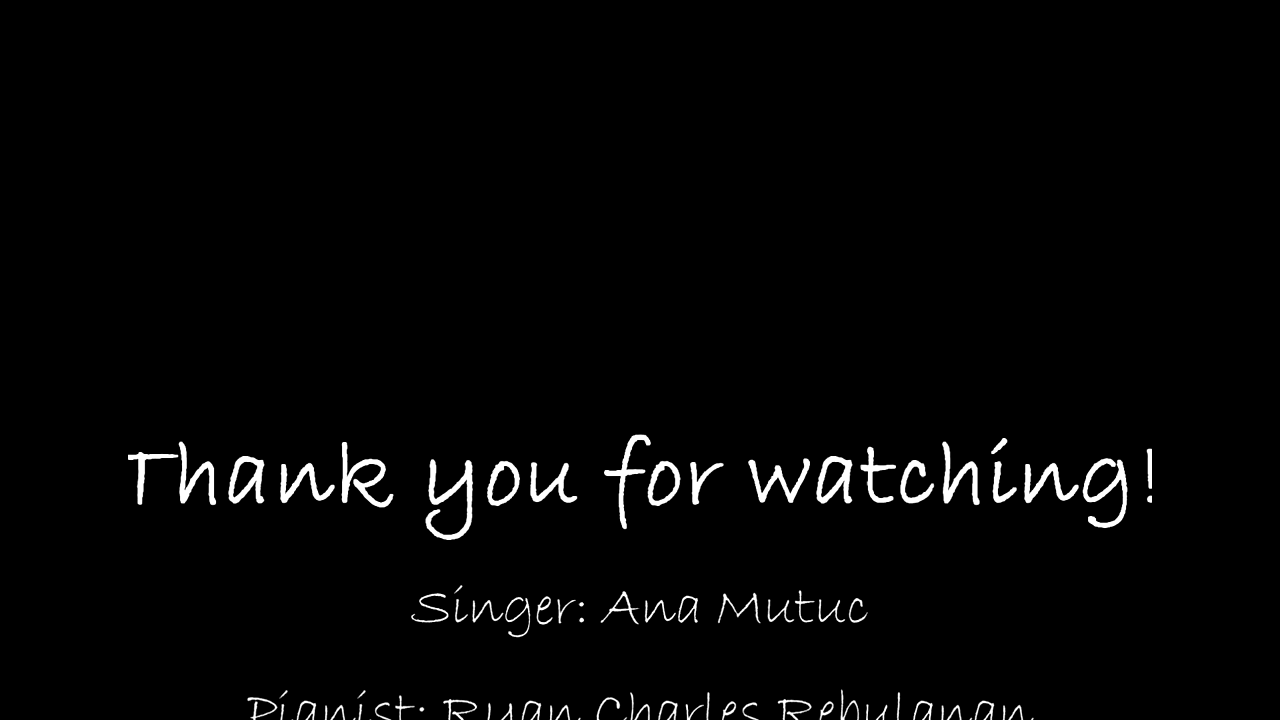 Thank you for watching!
Singer: Ana Mutuc
Pianist: Ryan Charles Rebulanan